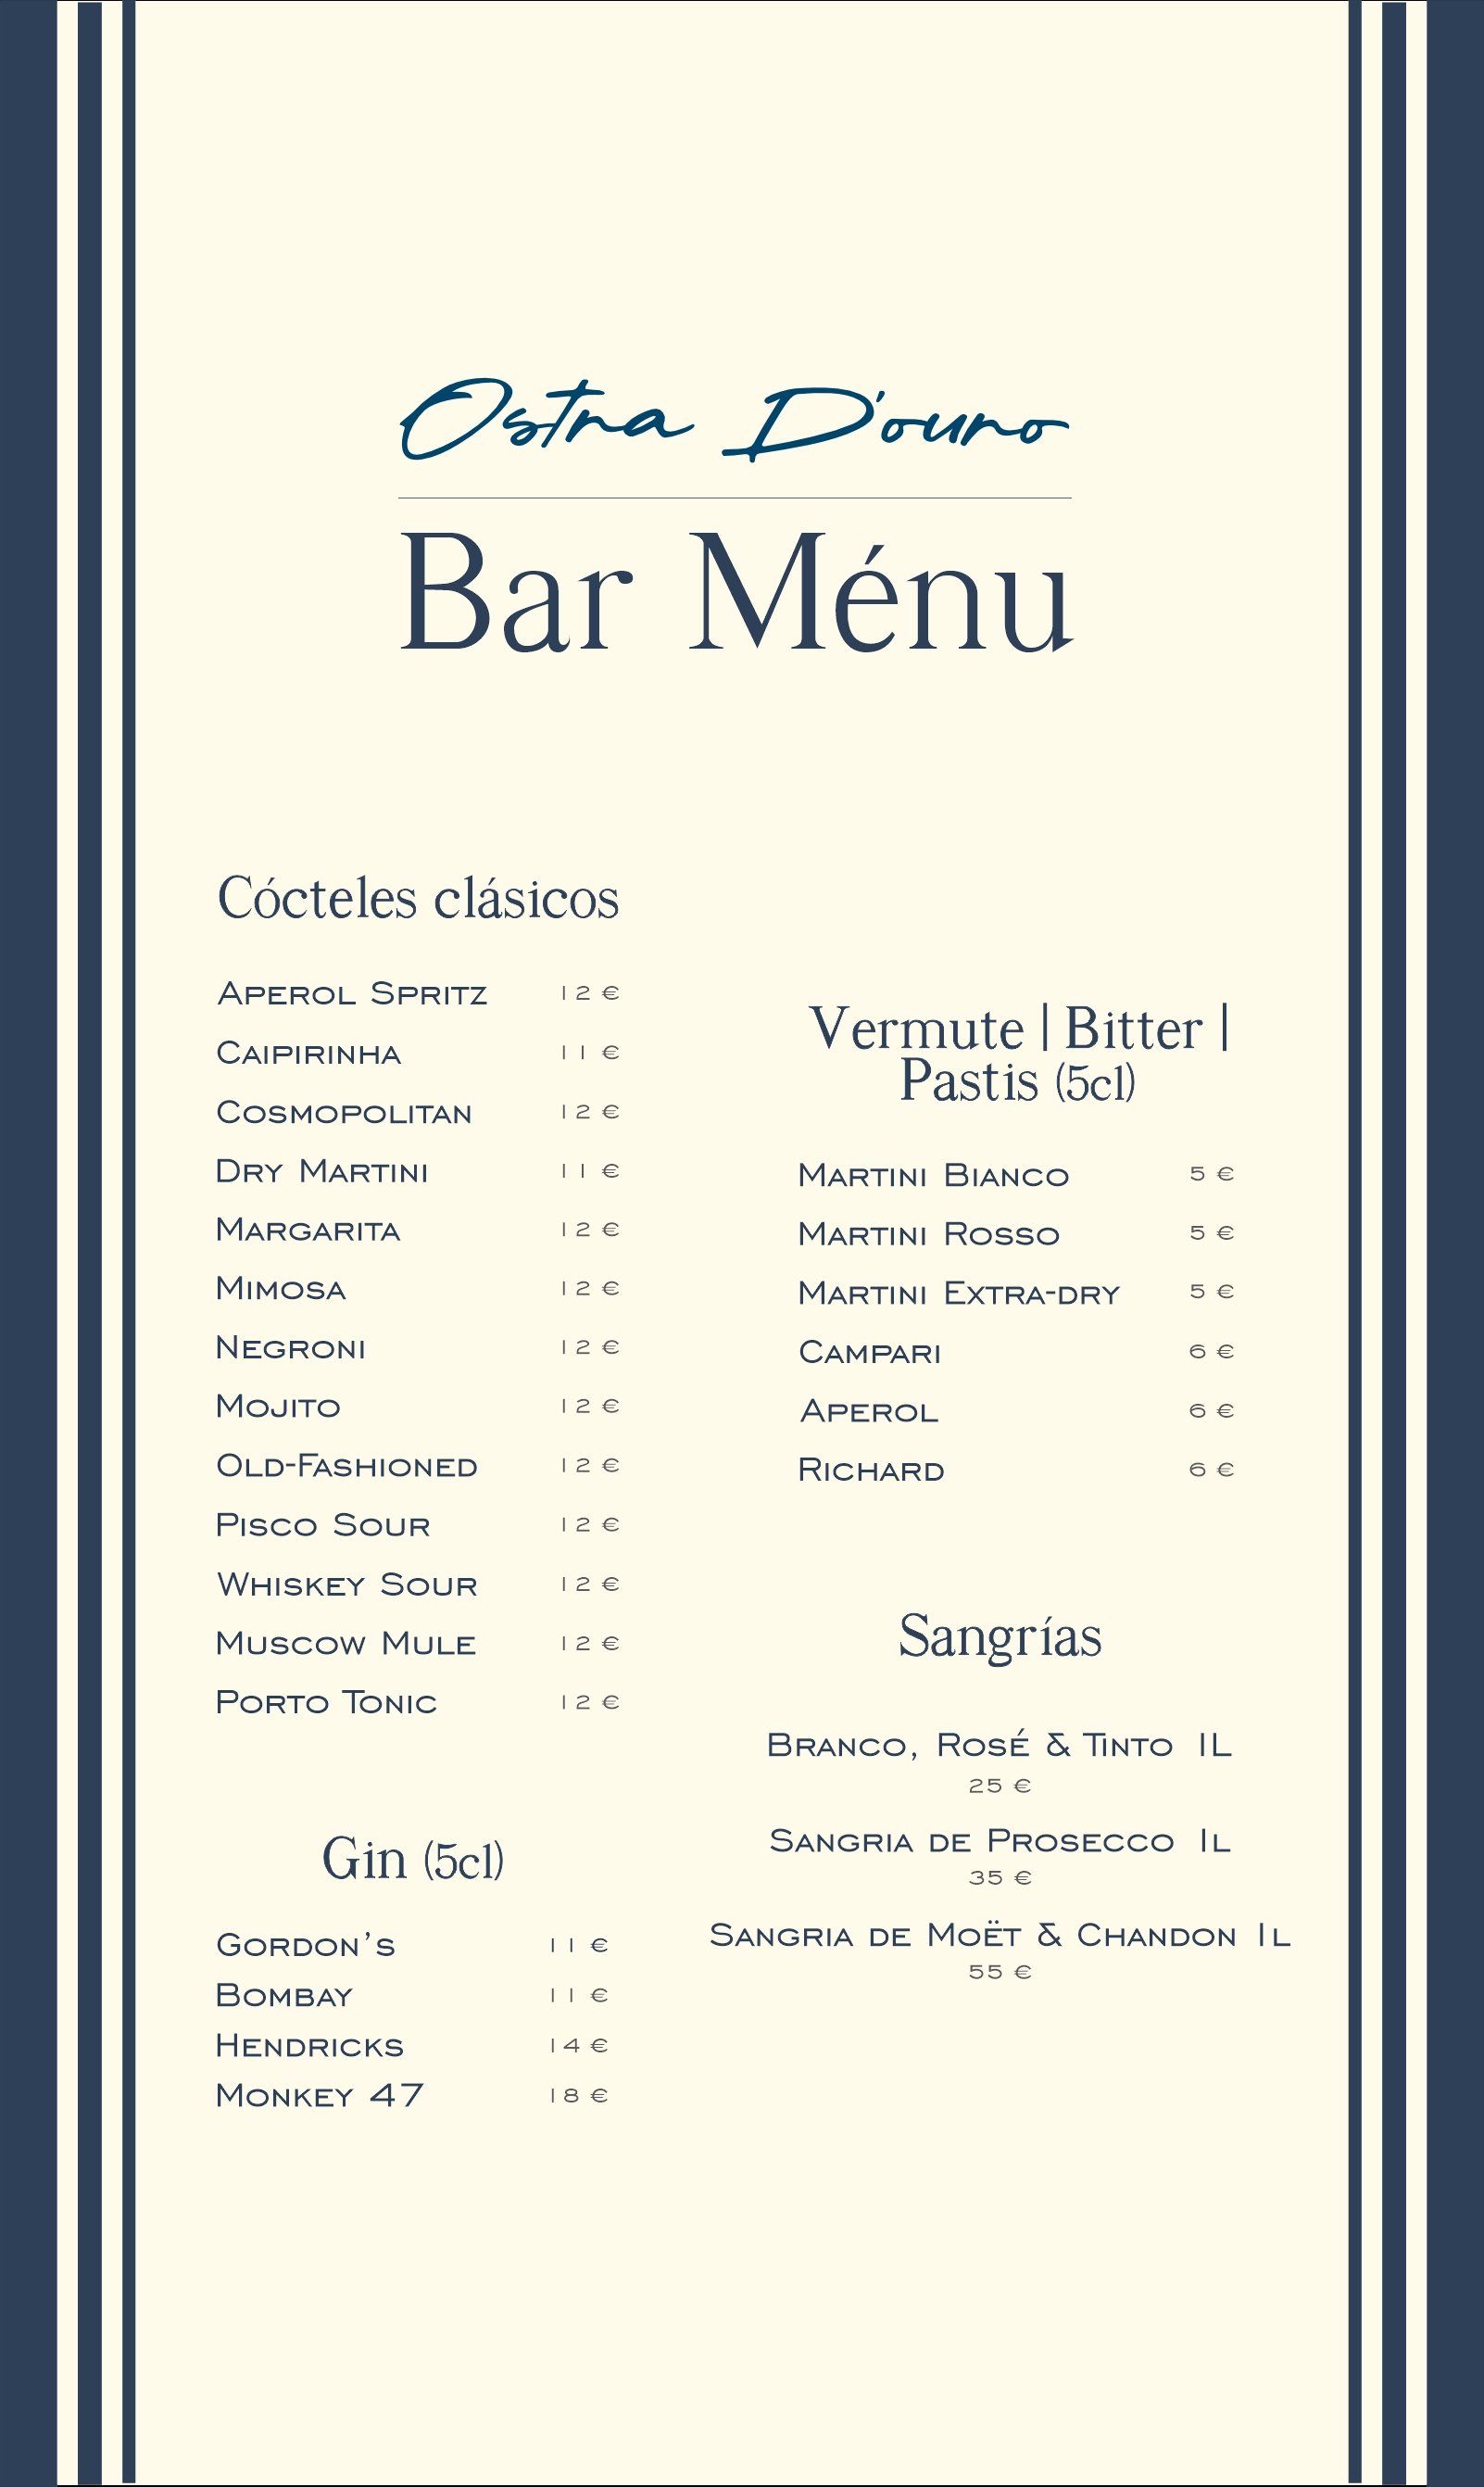 Ostra D'ouro
Bar Ménu
Cócteles clásicos
Aperol Spritz 12 €
Caipirinha 11 €
Cosmopolitan 12 €
Dry Martini 11 €
Margarita 12 €
Mimosa 12 €
Negroni 12 €
Mojito 12 €
Old-Fashioned 12 €
Pisco Sour 12 €
Whiskey Sour 12 €
Muscow Mule 12 €
Porto Tonic 12 €
Gin (5cl)
Gordon's 11 €
Bombay 11 €
Hendricks 14 €
Monkey 47 18 €
Vermute | Bitter |
Pastis (5cl)
Martini Bianco 5 €
Martini Rosso 5 €
Martini Extra-dry 5 €
Campari 6 €
Aperol 6 €
Richard 6 €
Sangrías
Branco, Rosé & Tinto 1L
25 €
Sangria de Prosecco 1l
35 €
Sangria de Moët & Chandon 1l
55 €